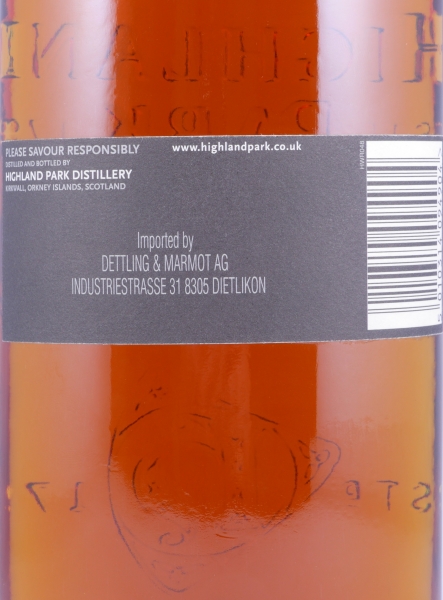 PLEASE SAVOUR RESPONSIBLY
DISTILLED AND BOTTLED BY
HIGHLAND PARK DISTILLERY
KIRKWALL, ORKNEY ISLANDS, SCOTLAND
www.highlandpark.co.uk
Imported by
DETTLING & MARMOT AG
INDUSTRIESTRASSE 31 8305 DIETLIKON